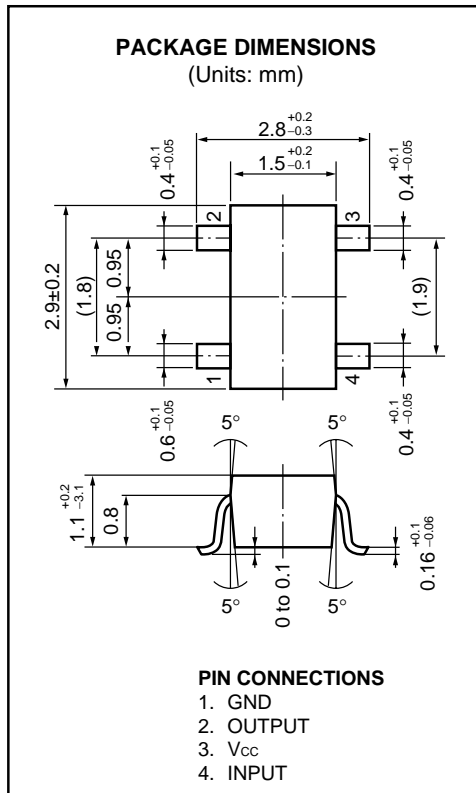 PACKAGE DIMENSIONS
(Units: mm)
2.8 +0.2 −0.3
1.5 +0.2 −0.1
0.4 +0.1 −0.05
0.4 +0.1 −0.05
2
3
2.9±0.2
(1.8)
0.95
0.95
(1.9)
1
4
0.6 +0.1 −0.05
0.4 +0.1 −0.05
5°
5°
1.1 +0.2 −3.1
0.8
0.16 +0.1 −0.06
5°
0 to 0.1
5°
PIN CONNECTIONS
1. GND
2. OUTPUT
3. Vcc
4. INPUT